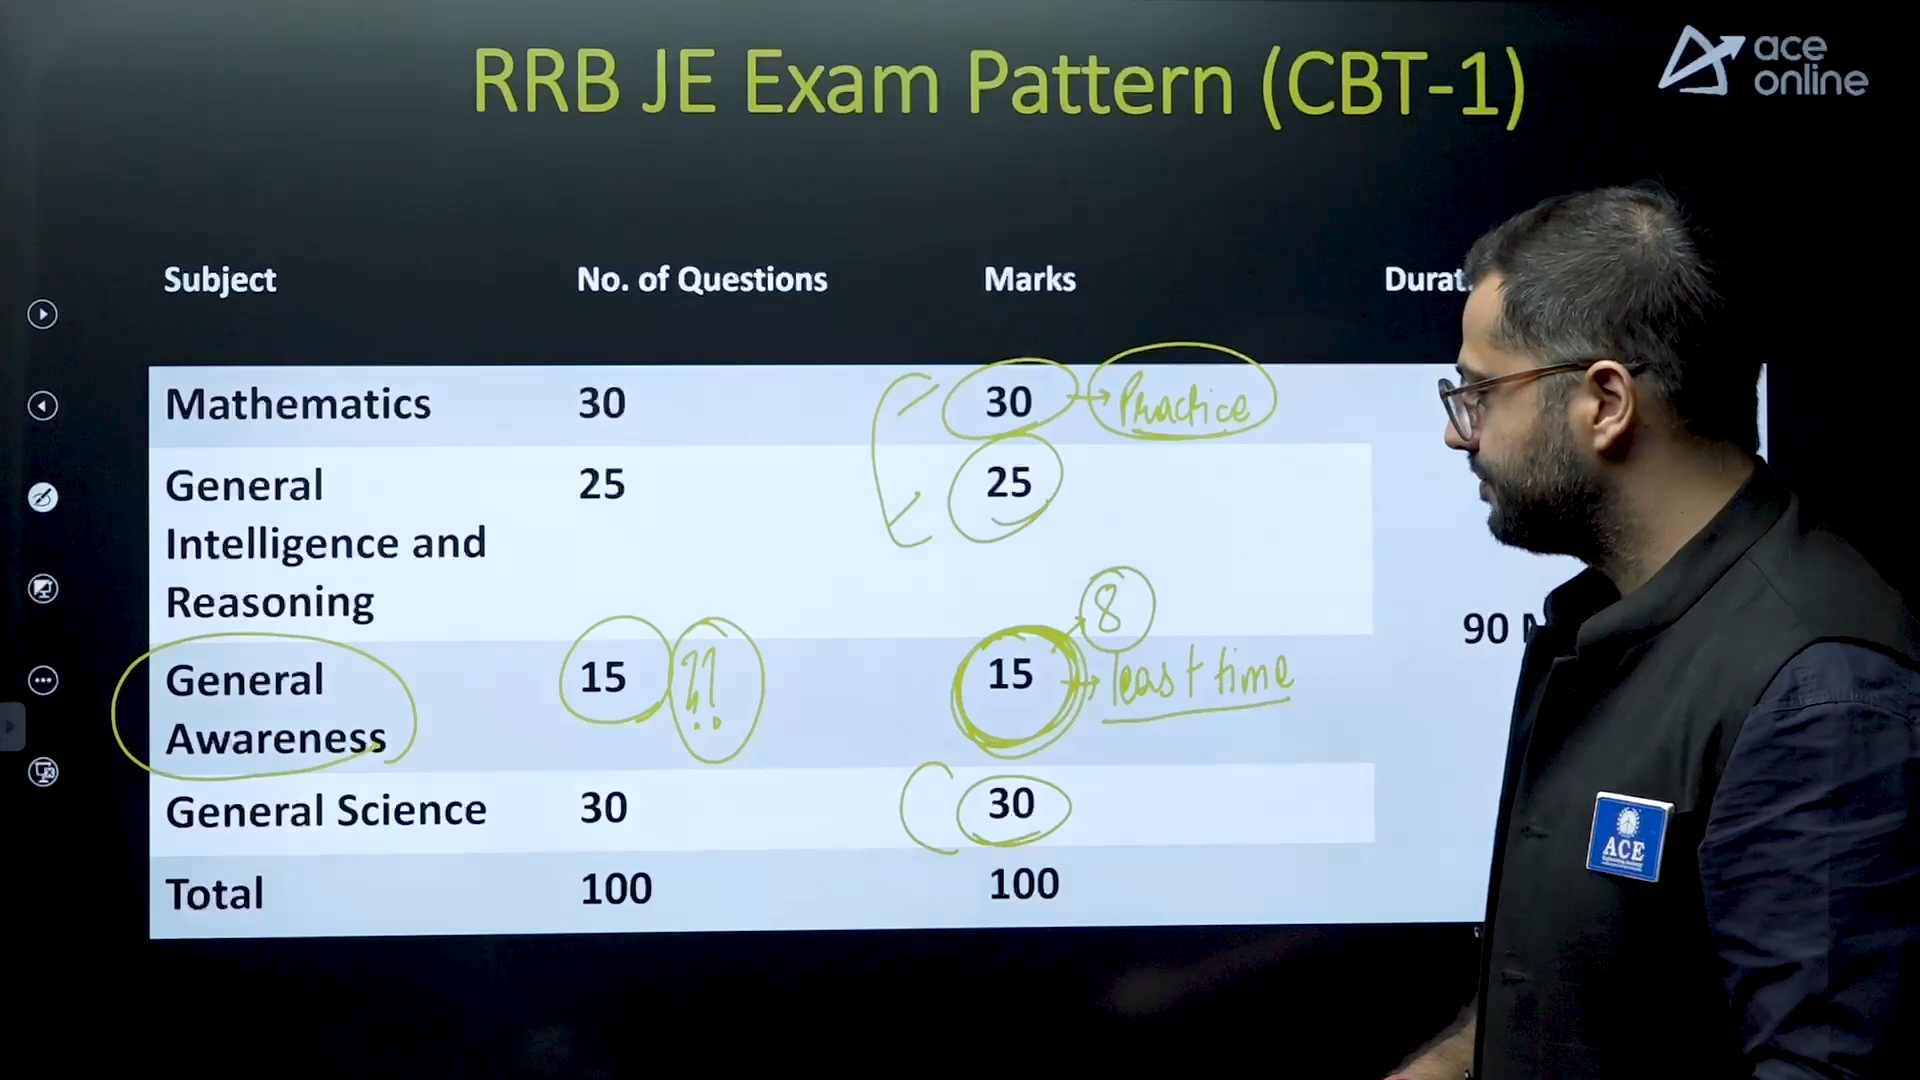 RRB JE Exam Pattern (CBT-1)
ace
online
Subject No. of Questions Marks
Mathematics 30 30 → Practice
General 25 25
Intelligence and
Reasoning
8
General 15 ?? 15 → least time
Awareness
90
General Science 30 30
Total 100 100
ACE